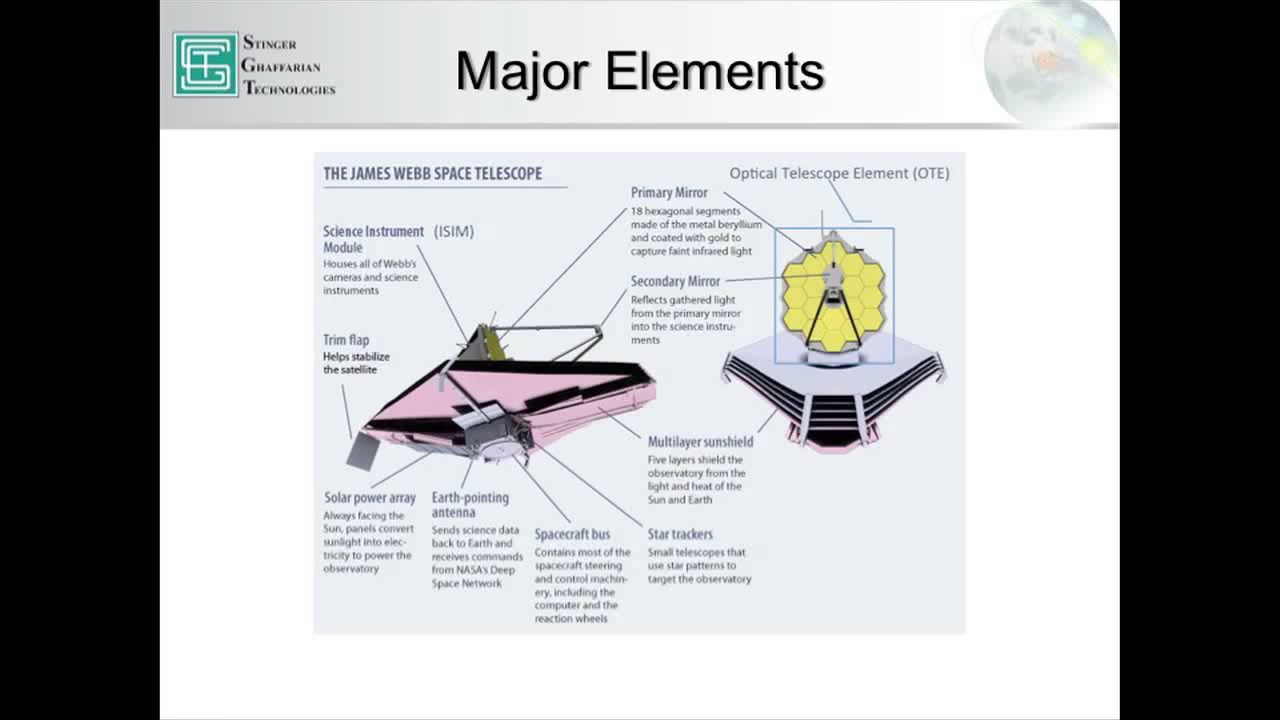 STINGER
GHAFFARIAN
TECHNOLOGIES
Major Elements
THE JAMES WEBB SPACE TELESCOPE
Optical Telescope Element (OTE)
Primary Mirror
18 hexagonal segments
made of the metal beryllium
and coated with gold to
capture faint infrared light
Science Instrument (ISIM)
Module
Houses all of Webb's
cameras and science
instruments
Secondary Mirror
Reflects gathered light
from the primary mirror
into the science instru-
ments
Trim flap
Helps stabilize
the satellite
Multilayer sunshield
Five layers shield the
observatory from the
light and heat of the
Sun and Earth
Solar power array
Always facing the
Sun, panels convert
sunlight into elec-
tricity to power the
observatory
Earth-pointing
antenna
Sends science data
back to Earth and
receives commands
from NASA's Deep
Space Network
Spacecraft bus
Contains most of the
spacecraft steering
and control machin-
ery, including the
computer and the
reaction wheels
Star trackers
Small telescopes that
use star patterns to
target the observatory